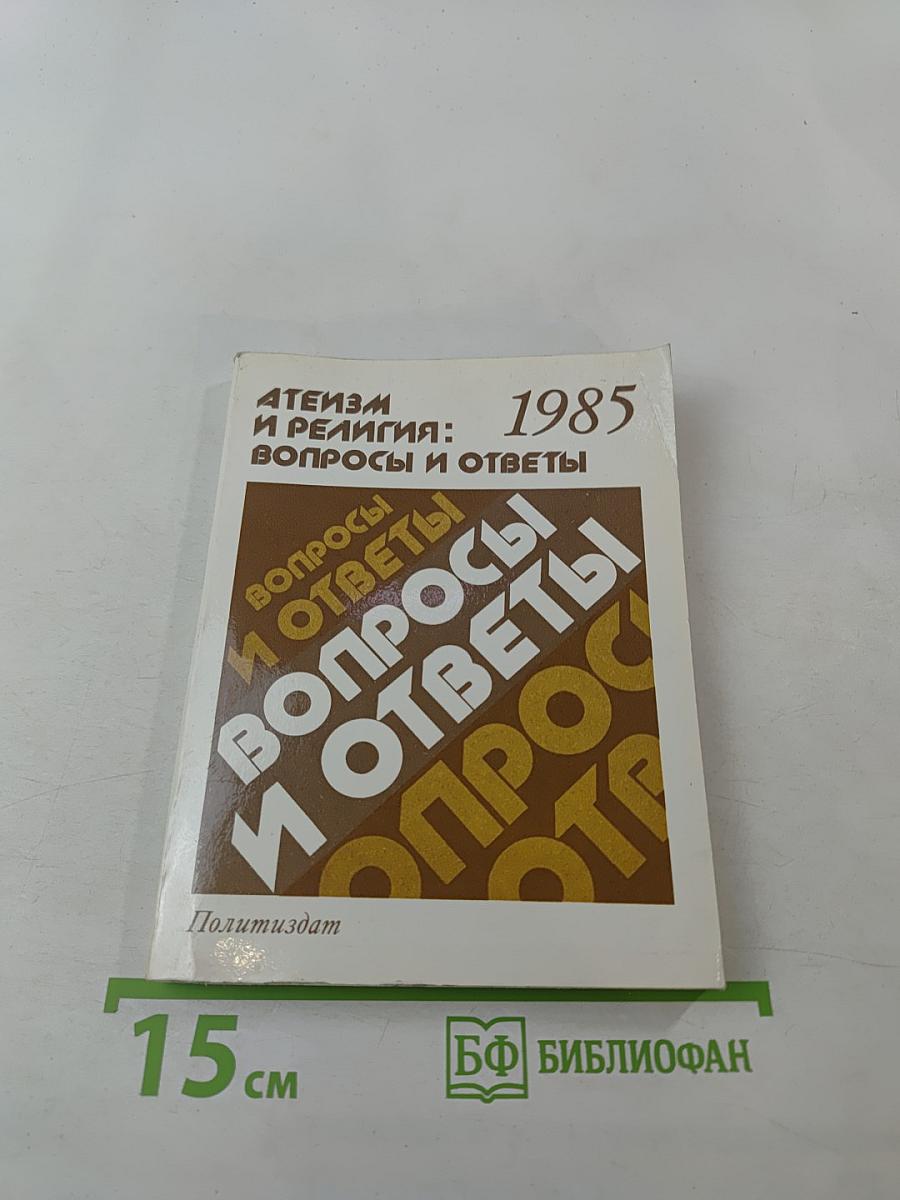 АТЕИЗМ
И РЕЛИГИЯ:
ВОПРОСЫ И ОТВЕТЫ
1985
ВОПРОСЫ
И ОТВЕТЫ
ВОПРОСЫ
И ОТВЕТЫ
ОПРОС
ОТВ
Политиздат
15 см
БФ БИБЛИОФАН